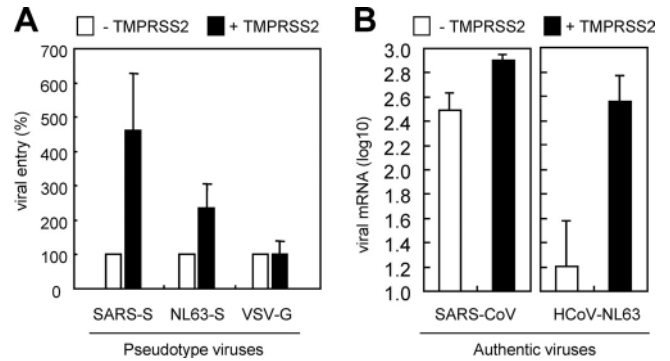 A
- TMPRSS2
+ TMPRSS2
viral entry (%)
700
600
500
400
300
200
100
0
SARS-S
NL63-S
VSV-G
Pseudotype viruses
B
- TMPRSS2
+ TMPRSS2
viral mRNA (log10)
3.0
2.6
2.4
2.2
2.0
1.8
1.6
1.4
1.2
1.0
SARS-CoV
HCoV-NL63
Authentic viruses